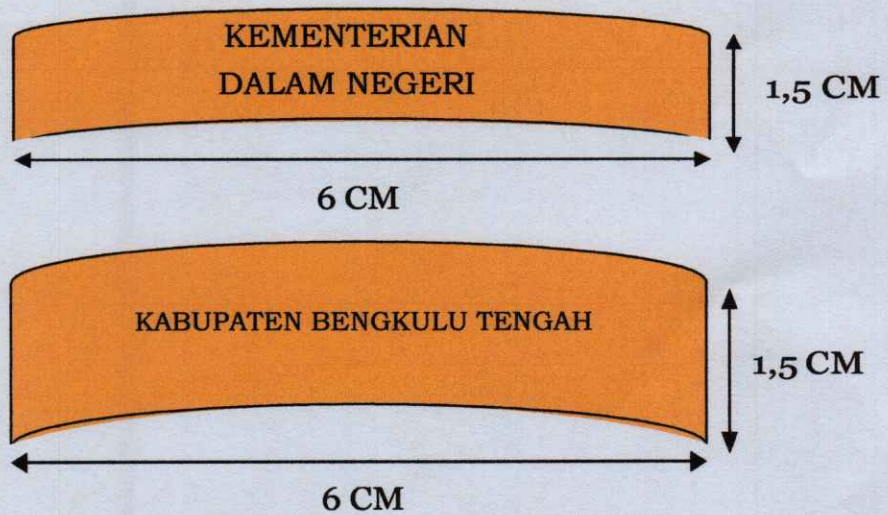 KEMENTERIAN
DALAM NEGERI
1,5 CM
6 CM
KABUPATEN BENGKULU TENGAH
1,5 CM
6 CM